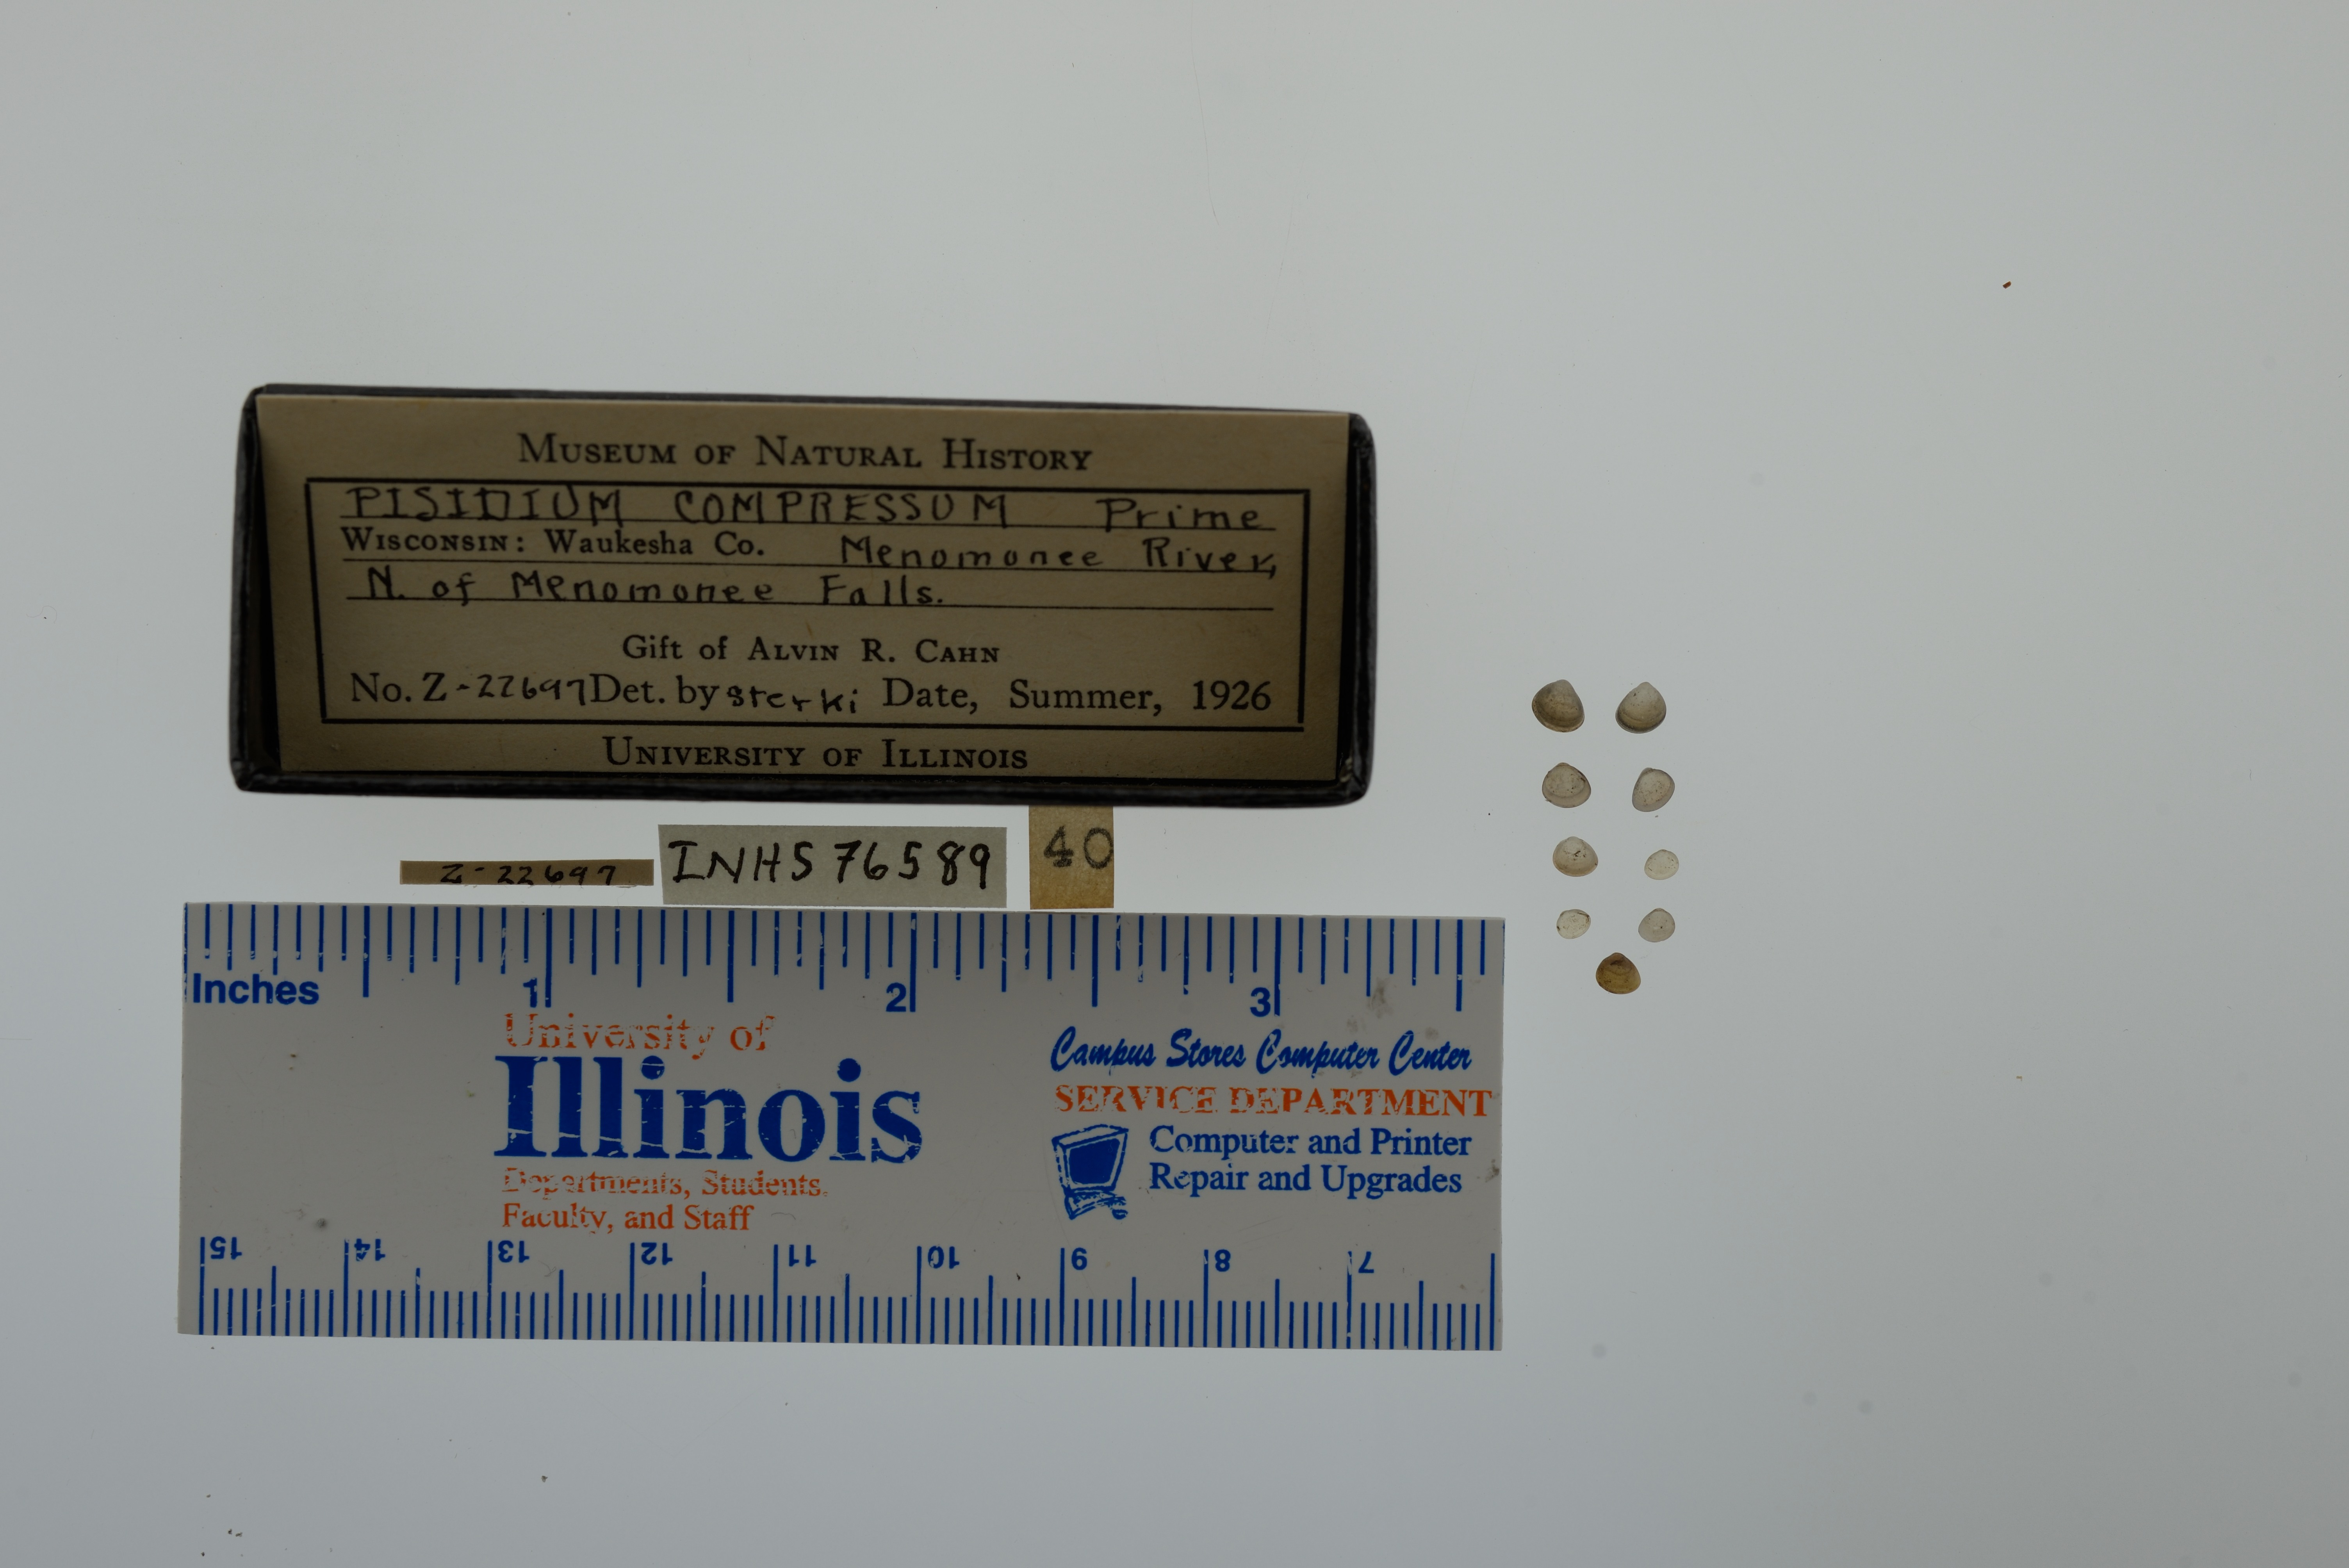 MUSEUM OF NATURAL HISTORY
PISIDIUM COMPRESSUM Prime
WISCONSIN: Waukesha Co. Menomonee River,
N. of Menomonee Falls.
Gift of ALVIN R. CAHN
No. Z-22697 Det. by Sterki Date, Summer, 1926
UNIVERSITY OF ILLINOIS
Z-22697
INHS 76589
40
Inches 1 2 3
University of
Illinois
Departments, Students,
Faculty, and Staff
Campus Stores Computer Center
SERVICE DEPARTMENT
Computer and Printer
Repair and Upgrades
15 14 13 12 11 10 9 8 7